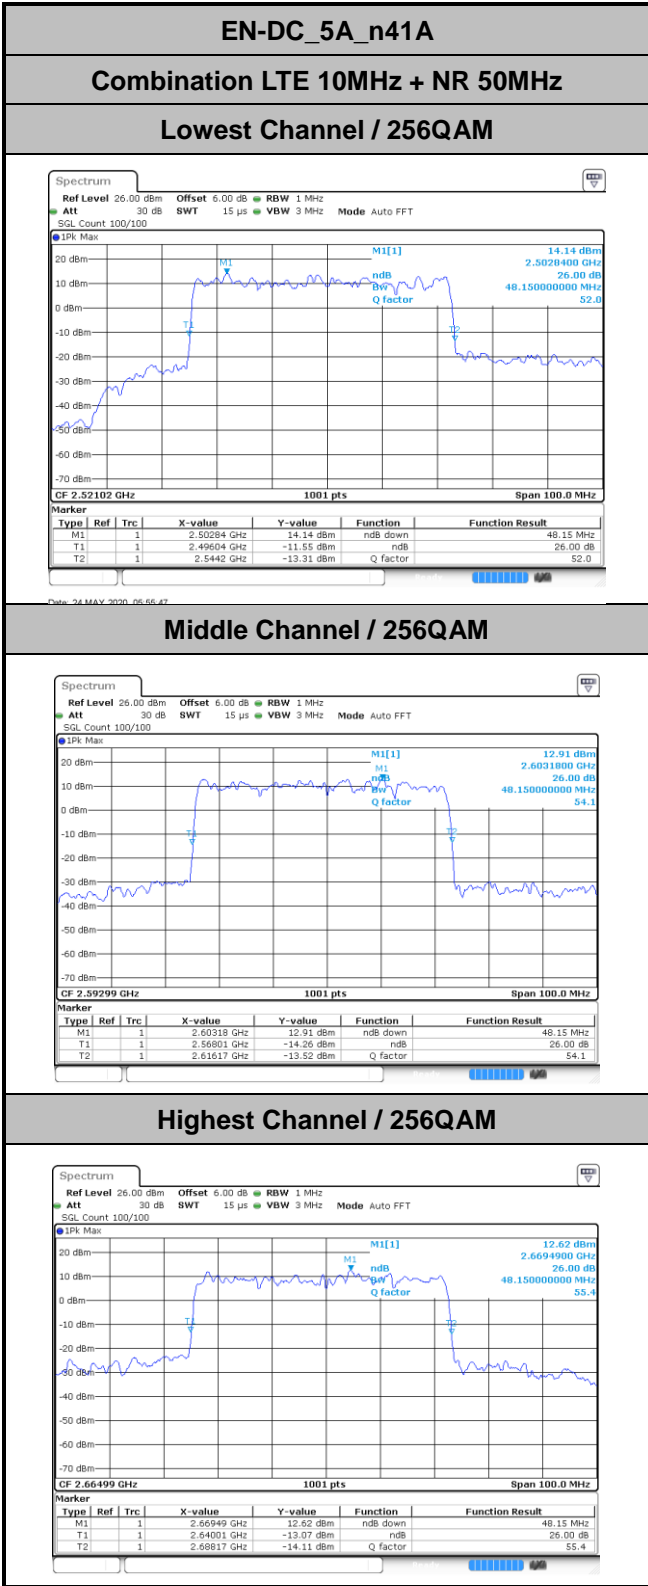 EN-DC_5A_n41A
Combination LTE 10MHz + NR 50MHz
Lowest Channel / 256QAM
Spectrum
Ref Level 26.00 dBm Offset 6.00 dB RBW 1 MHz
Att 30 dB SWT 15 µs VBW 3 MHz Mode Auto FFT
SGL Count 100/100
1Pk Max
M1[1] 14.14 dBm
2.5028400 GHz
ndB 26.00 dB
Bw 48.150000000 MHz
Q factor 52.0
M1
T1
T2
20 dBm
10 dBm
0 dBm
-10 dBm
-20 dBm
-30 dBm
-40 dBm
-50 dBm
-60 dBm
-70 dBm
CF 2.52102 GHz 1001 pts Span 100.0 MHz
Marker
Type Ref Trc X-value Y-value Function Function Result
M1 1 2.50284 GHz 14.14 dBm ndB down 48.15 MHz
T1 1 2.49604 GHz -11.55 dBm ndB 26.00 dB
T2 1 2.5442 GHz -13.31 dBm Q factor 52.0
Date: 24 MAY 2020 05:55:47
Middle Channel / 256QAM
Spectrum
Ref Level 26.00 dBm Offset 6.00 dB RBW 1 MHz
Att 30 dB SWT 15 µs VBW 3 MHz Mode Auto FFT
SGL Count 100/100
1Pk Max
M1[1] 12.91 dBm
2.6031800 GHz
ndB 26.00 dB
Bw 48.150000000 MHz
Q factor 54.1
M1
T1
T2
20 dBm
10 dBm
0 dBm
-10 dBm
-20 dBm
-30 dBm
-40 dBm
-50 dBm
-60 dBm
-70 dBm
CF 2.59299 GHz 1001 pts Span 100.0 MHz
Marker
Type Ref Trc X-value Y-value Function Function Result
M1 1 2.60318 GHz 12.91 dBm ndB down 48.15 MHz
T1 1 2.56801 GHz -14.26 dBm ndB 26.00 dB
T2 1 2.61617 GHz -13.52 dBm Q factor 54.1
Highest Channel / 256QAM
Spectrum
Ref Level 26.00 dBm Offset 6.00 dB RBW 1 MHz
Att 30 dB SWT 15 µs VBW 3 MHz Mode Auto FFT
SGL Count 100/100
1Pk Max
M1[1] 12.62 dBm
2.6694900 GHz
ndB 26.00 dB
Bw 48.150000000 MHz
Q factor 55.4
M1
T1
T2
20 dBm
10 dBm
0 dBm
-10 dBm
-20 dBm
-30 dBm
-40 dBm
-50 dBm
-60 dBm
-70 dBm
CF 2.66499 GHz 1001 pts Span 100.0 MHz
Marker
Type Ref Trc X-value Y-value Function Function Result
M1 1 2.66949 GHz 12.62 dBm ndB down 48.15 MHz
T1 1 2.64001 GHz -13.07 dBm ndB 26.00 dB
T2 1 2.68817 GHz -14.11 dBm Q factor 55.4